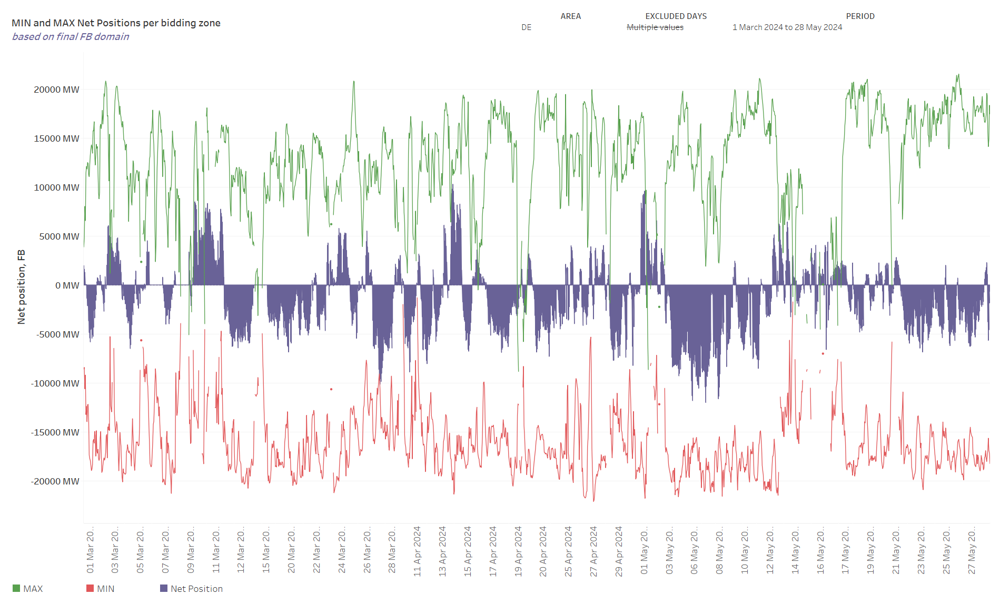 AREA EXCLUDED DAYS PERIOD
MIN and MAX Net Positions per bidding zone
DE Multiple values 1 March 2024 to 28 May 2024
based on final FB domain
Net position, FB
20000 MW
15000 MW
10000 MW
5000 MW
0 MW
-5000 MW
-10000 MW
-15000 MW
-20000 MW
01 Mar 20..
03 Mar 20..
05 Mar 20..
07 Mar 20..
09 Mar 20..
11 Mar 20..
12 Mar 20..
15 Mar 20..
20 Mar 20..
22 Mar 20..
24 Mar 20..
26 Mar 20..
28 Mar 20..
11 Apr 2024
13 Apr 2024
15 Apr 2024
17 Apr 2024
19 Apr 2024
20 Apr 2024
25 Apr 2024
27 Apr 2024
29 Apr 2024
01 May 20..
03 May 20..
06 May 20..
08 May 20..
10 May 20..
12 May 20..
14 May 20..
16 May 20..
17 May 20..
19 May 20..
21 May 20..
23 May 20..
25 May 20..
27 May 20..
MAX MIN Net Position